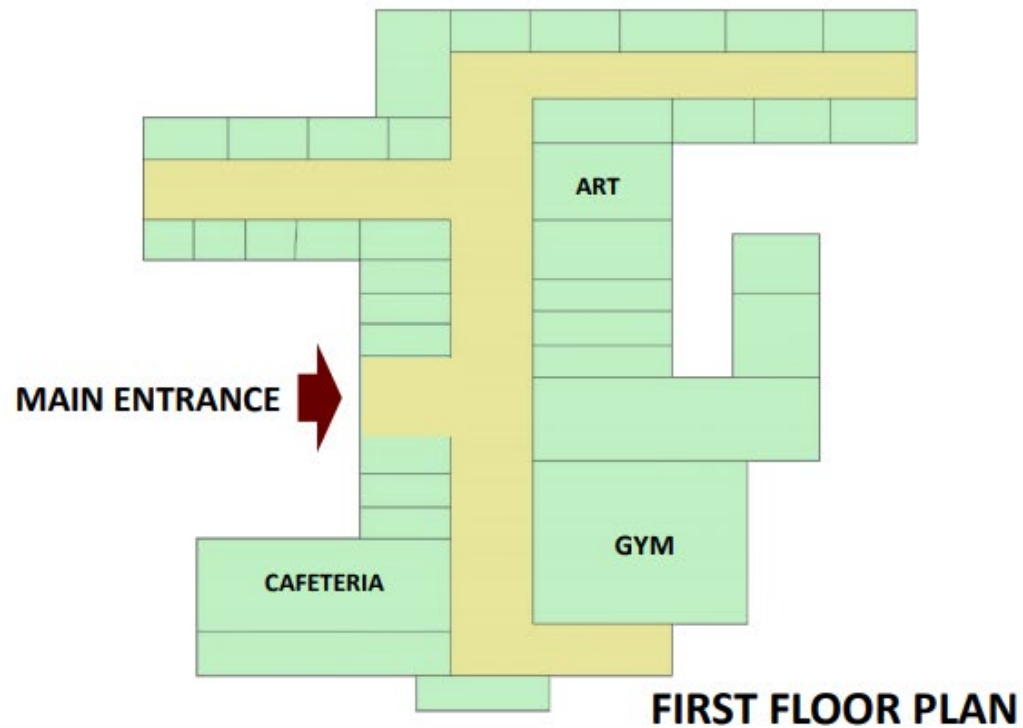 ART
MAIN ENTRANCE
GYM
CAFETERIA
FIRST FLOOR PLAN